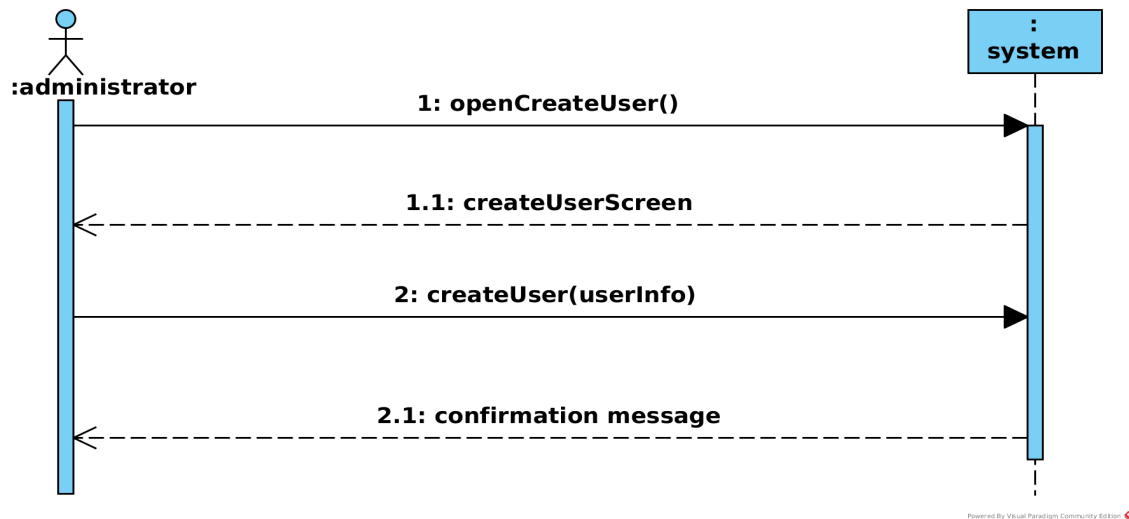 :
system
:administrator
1: openCreateUser()
1.1: createUserScreen
2: createUser(userInfo)
2.1: confirmation message
Powered By Visual Paradigm Community Edition